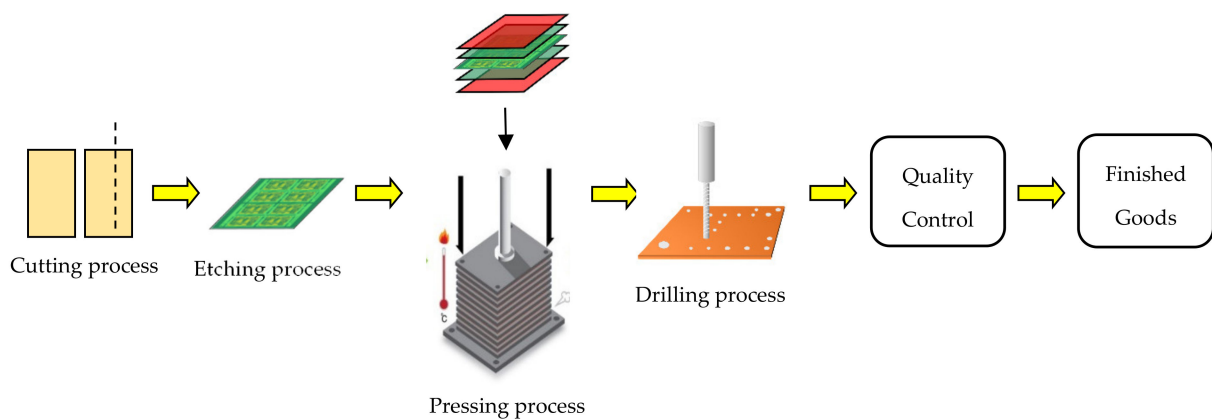 Cutting process
Etching process
°C
Pressing process
Drilling process
Quality
Control
Finished
Goods